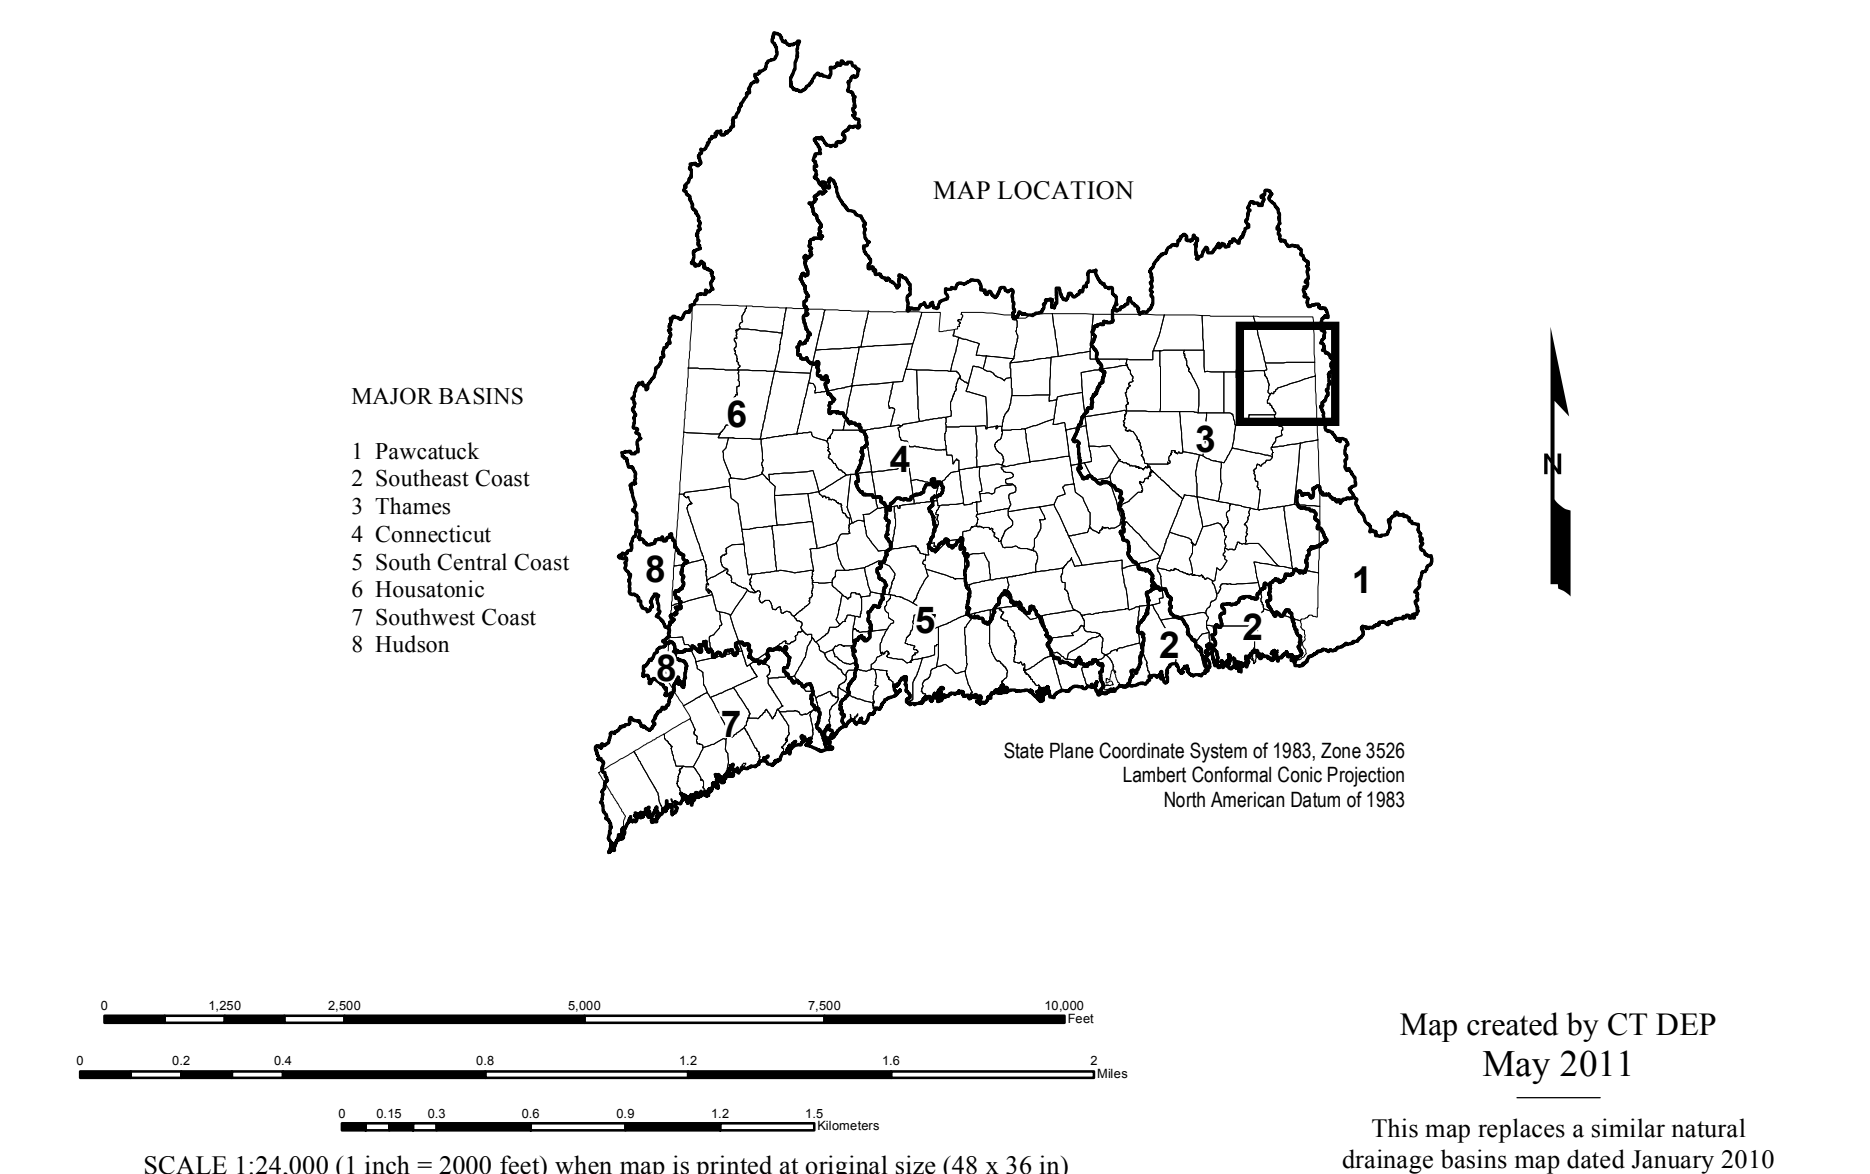 MAP LOCATION
MAJOR BASINS
1 Pawcatuck
2 Southeast Coast
3 Thames
4 Connecticut
5 South Central Coast
6 Housatonic
7 Southwest Coast
8 Hudson
6
4
3
8
5
2
2
1
8
7
N
State Plane Coordinate System of 1983, Zone 3526
Lambert Conformal Conic Projection
North American Datum of 1983
0 1,250 2,500 5,000 7,500 10,000
Feet
0 0.2 0.4 0.8 1.2 1.6 2
Miles
0 0.15 0.3 0.6 0.9 1.2 1.5
Kilometers
SCALE 1:24,000 (1 inch = 2000 feet) when map is printed at original size (48 x 36 in)
Map created by CT DEP
May 2011
This map replaces a similar natural
drainage basins map dated January 2010